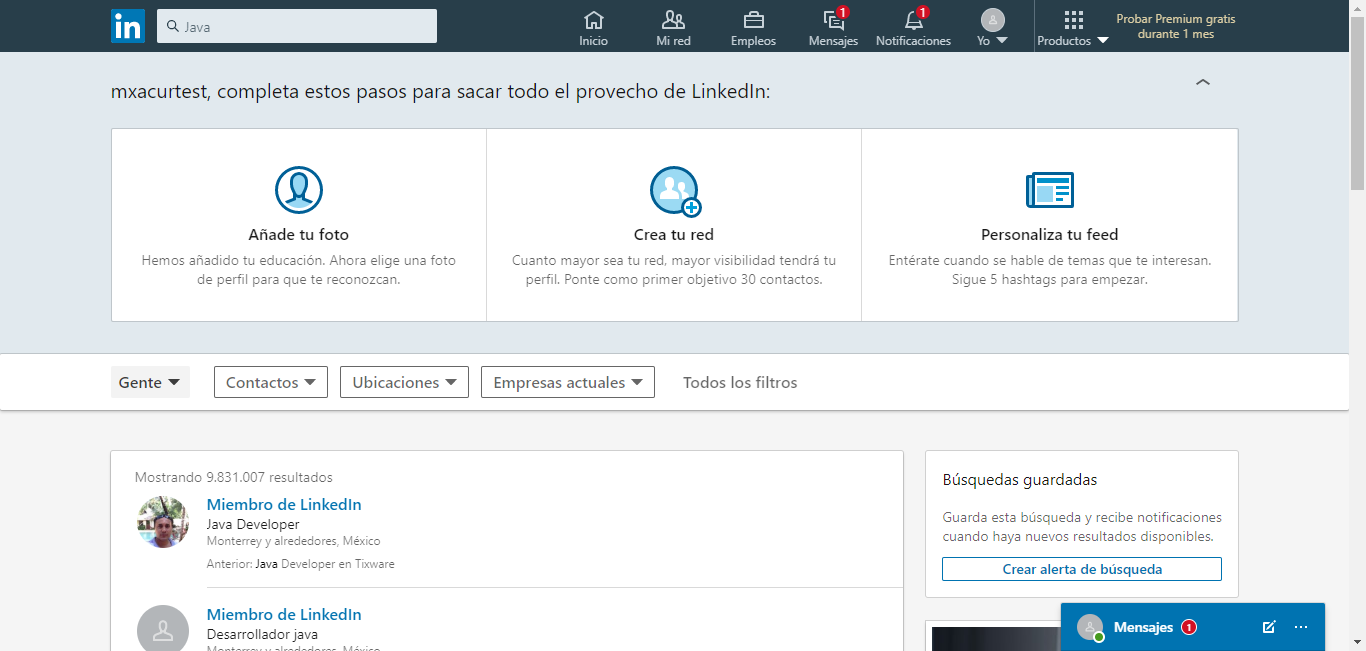 in
Java
Inicio
Mi red
Empleos
1
Mensajes
1
Notificaciones
Yo
Productos
Probar Premium gratis
durante 1 mes
mxacurtest, completa estos pasos para sacar todo el provecho de LinkedIn:
Añade tu foto
Hemos añadido tu educación. Ahora elige una foto
de perfil para que te reconozcan.
Crea tu red
Cuanto mayor sea tu red, mayor visibilidad tendrá tu
perfil. Ponte como primer objetivo 30 contactos.
Personaliza tu feed
Entérate cuando se hable de temas que te interesan.
Sigue 5 hashtags para empezar.
Gente
Contactos
Ubicaciones
Empresas actuales
Todos los filtros
Mostrando 9.831.007 resultados
Miembro de LinkedIn
Java Developer
Monterrey y alrededores, México
Anterior: Java Developer en Tixware
Miembro de LinkedIn
Desarrollador java
Monterrey y alrededores, México
Búsquedas guardadas
Guarda esta búsqueda y recibe notificaciones
cuando haya nuevos resultados disponibles.
Crear alerta de búsqueda
Mensajes 1